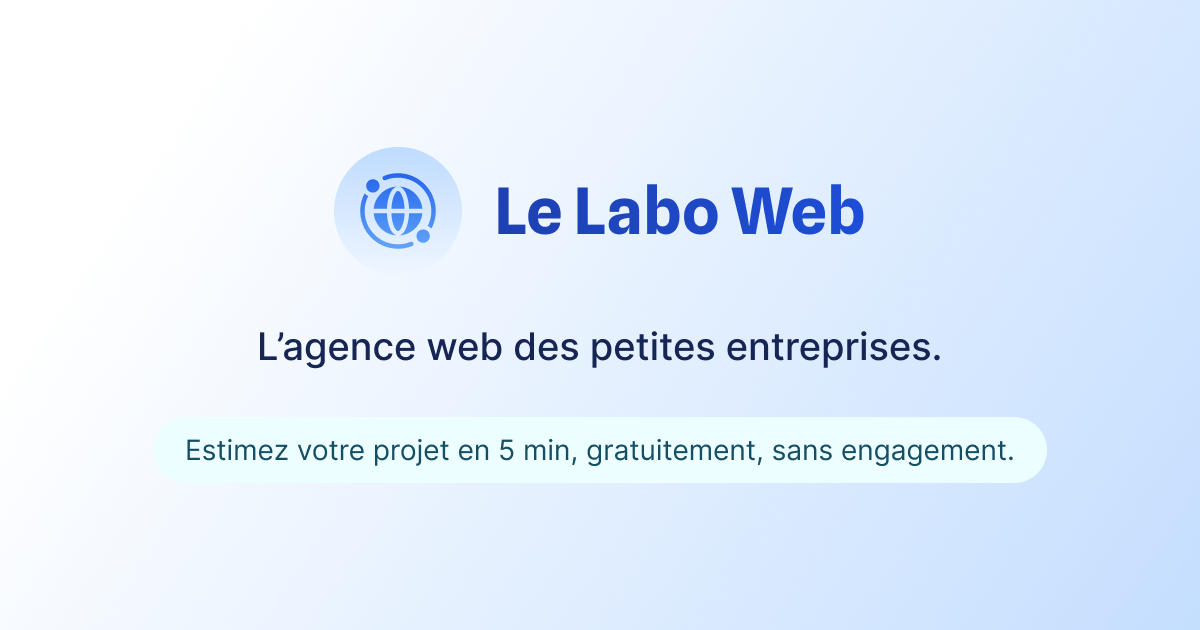 Le Labo Web
L’agence web des petites entreprises.
Estimez votre projet en 5 min, gratuitement, sans engagement.